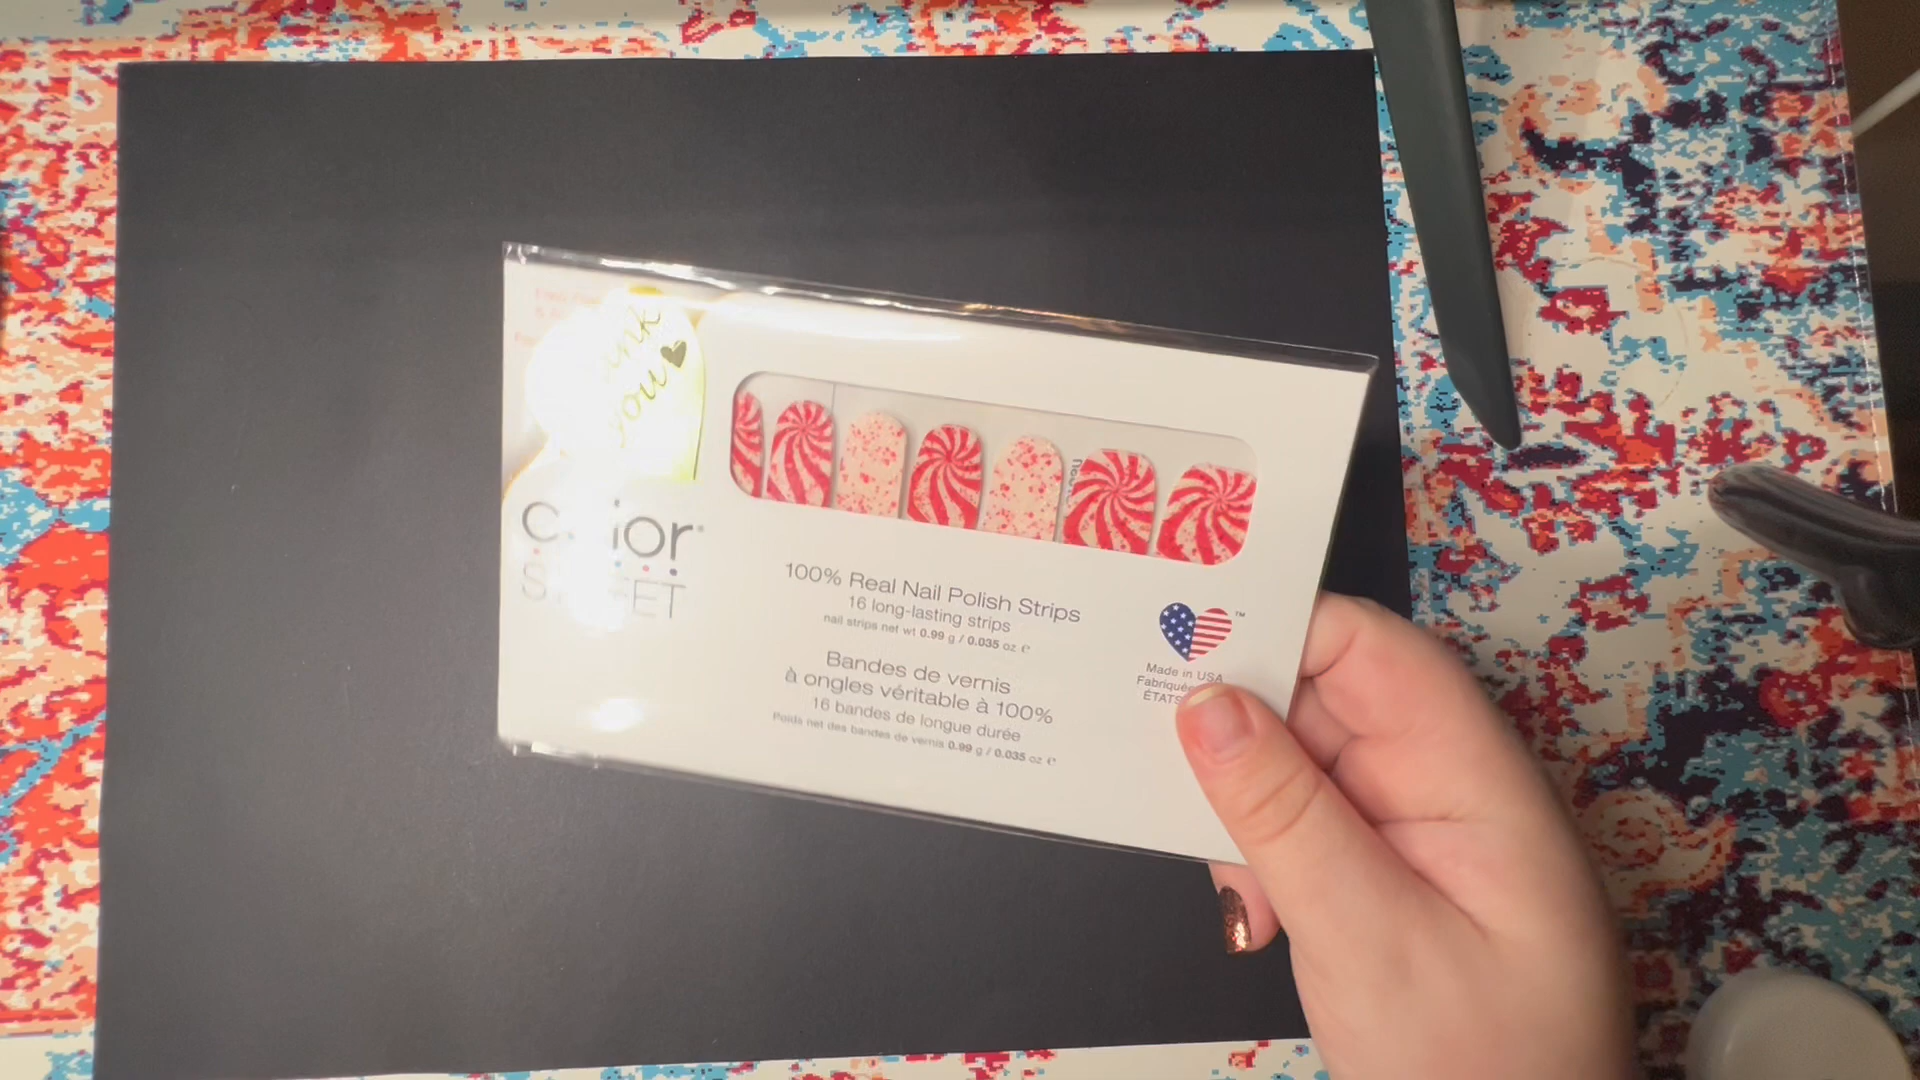 you
color
100% Real Nail Polish Strips
16 long-lasting strips
nail strips net wt 0.99 g / 0.035 oz ℮
Bandes de vernis
à ongles véritable à 100%
16 bandes de longue durée
Poids net des bandes de vernis 0.99 g / 0.035 oz ℮
™
Made in USA